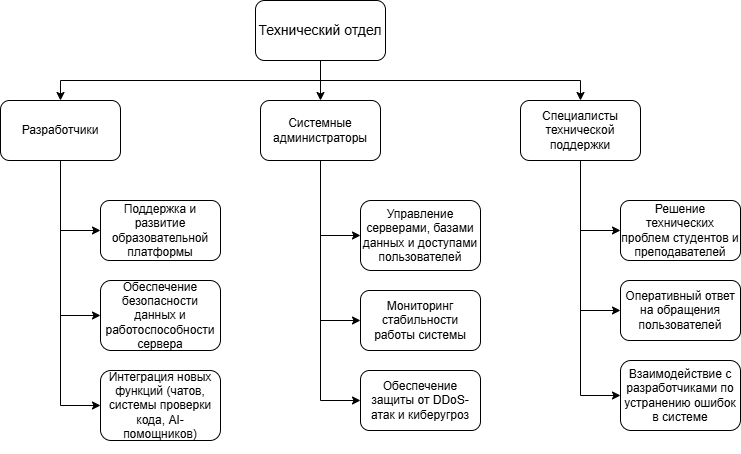 Технический отдел
Разработчики
Системные
администраторы
Специалисты
технической
поддержки
Поддержка и
развитие
образовательной
платформы
Обеспечение
безопасности
данных и
работоспособности
сервера
Интеграция новых
функций (чатов,
системы проверки
кода, AI-
помощников)
Управление
серверами, базами
данных и доступами
пользователей
Мониторинг
стабильности
работы системы
Обеспечение
защиты от DDoS-
атак и киберугроз
Решение
технических
проблем студентов и
преподавателей
Оперативный ответ
на обращения
пользователей
Взаимодействие с
разработчиками по
устранению ошибок
в системе